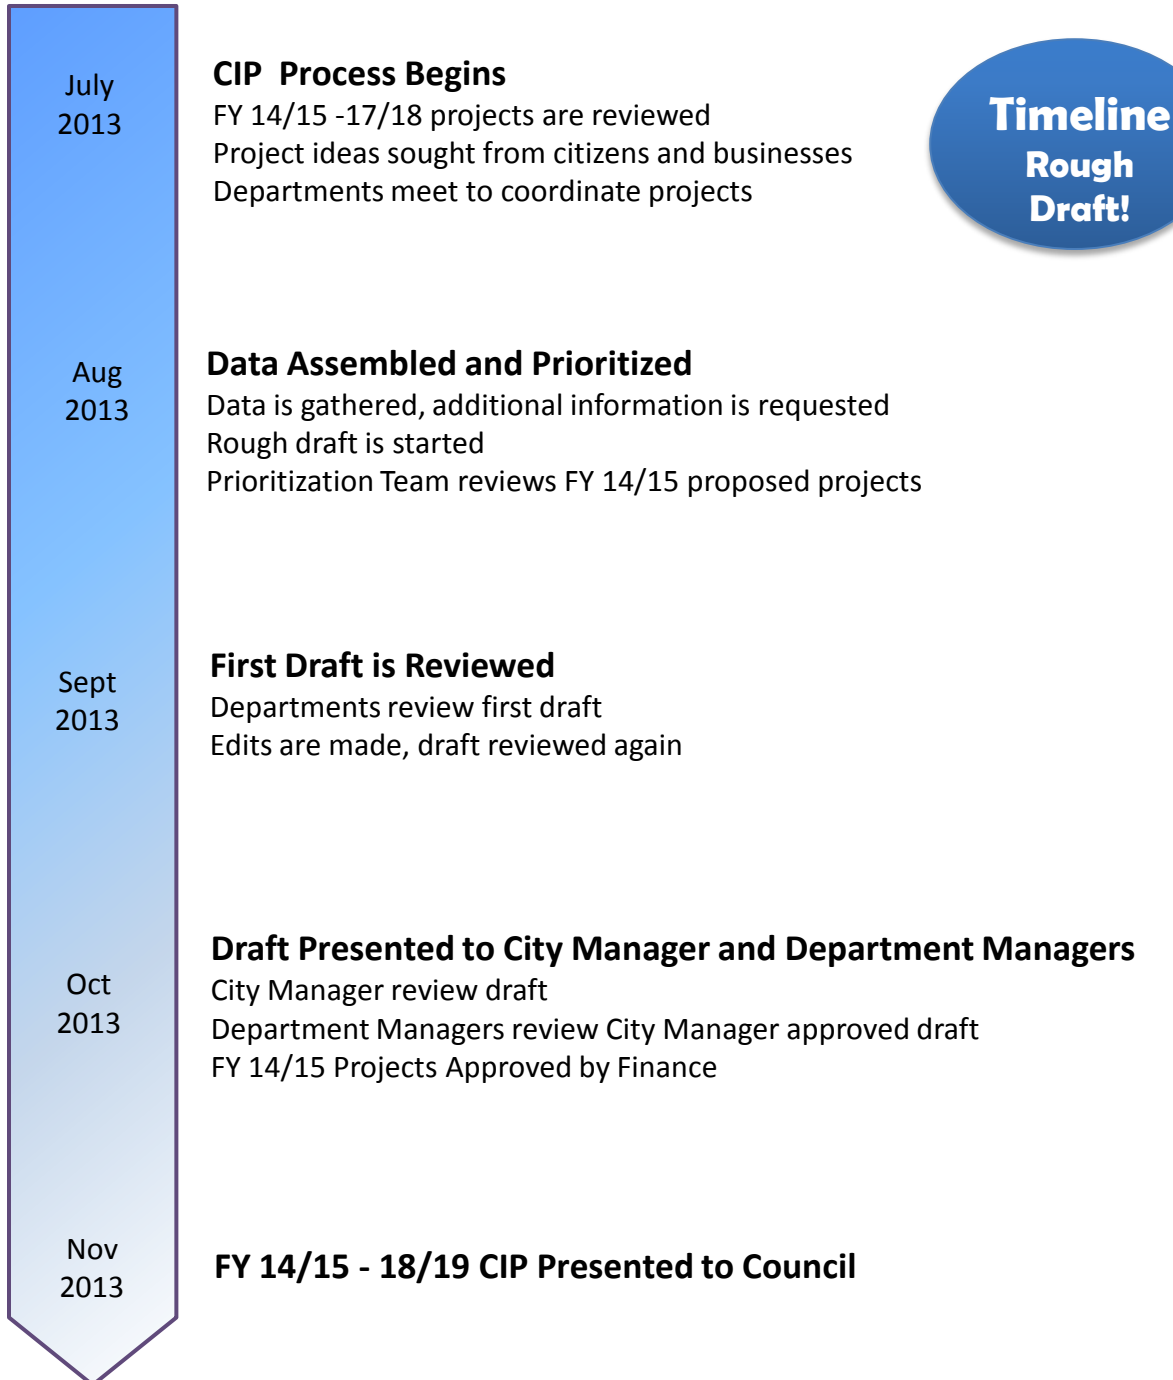 July
2013
CIP  Process Begins
FY 14/15 -17/18 projects are reviewed
Project ideas sought from citizens and businesses
Departments meet to coordinate projects
Timeline
Rough
Draft!
Aug
2013
Data Assembled and Prioritized
Data is gathered, additional information is requested
Rough draft is started
Prioritization Team reviews FY 14/15 proposed projects
Sept
2013
First Draft is Reviewed
Departments review first draft
Edits are made, draft reviewed again
Oct
2013
Draft Presented to City Manager and Department Managers
City Manager review draft
Department Managers review City Manager approved draft
FY 14/15 Projects Approved by Finance
Nov
2013
FY 14/15 - 18/19 CIP Presented to Council